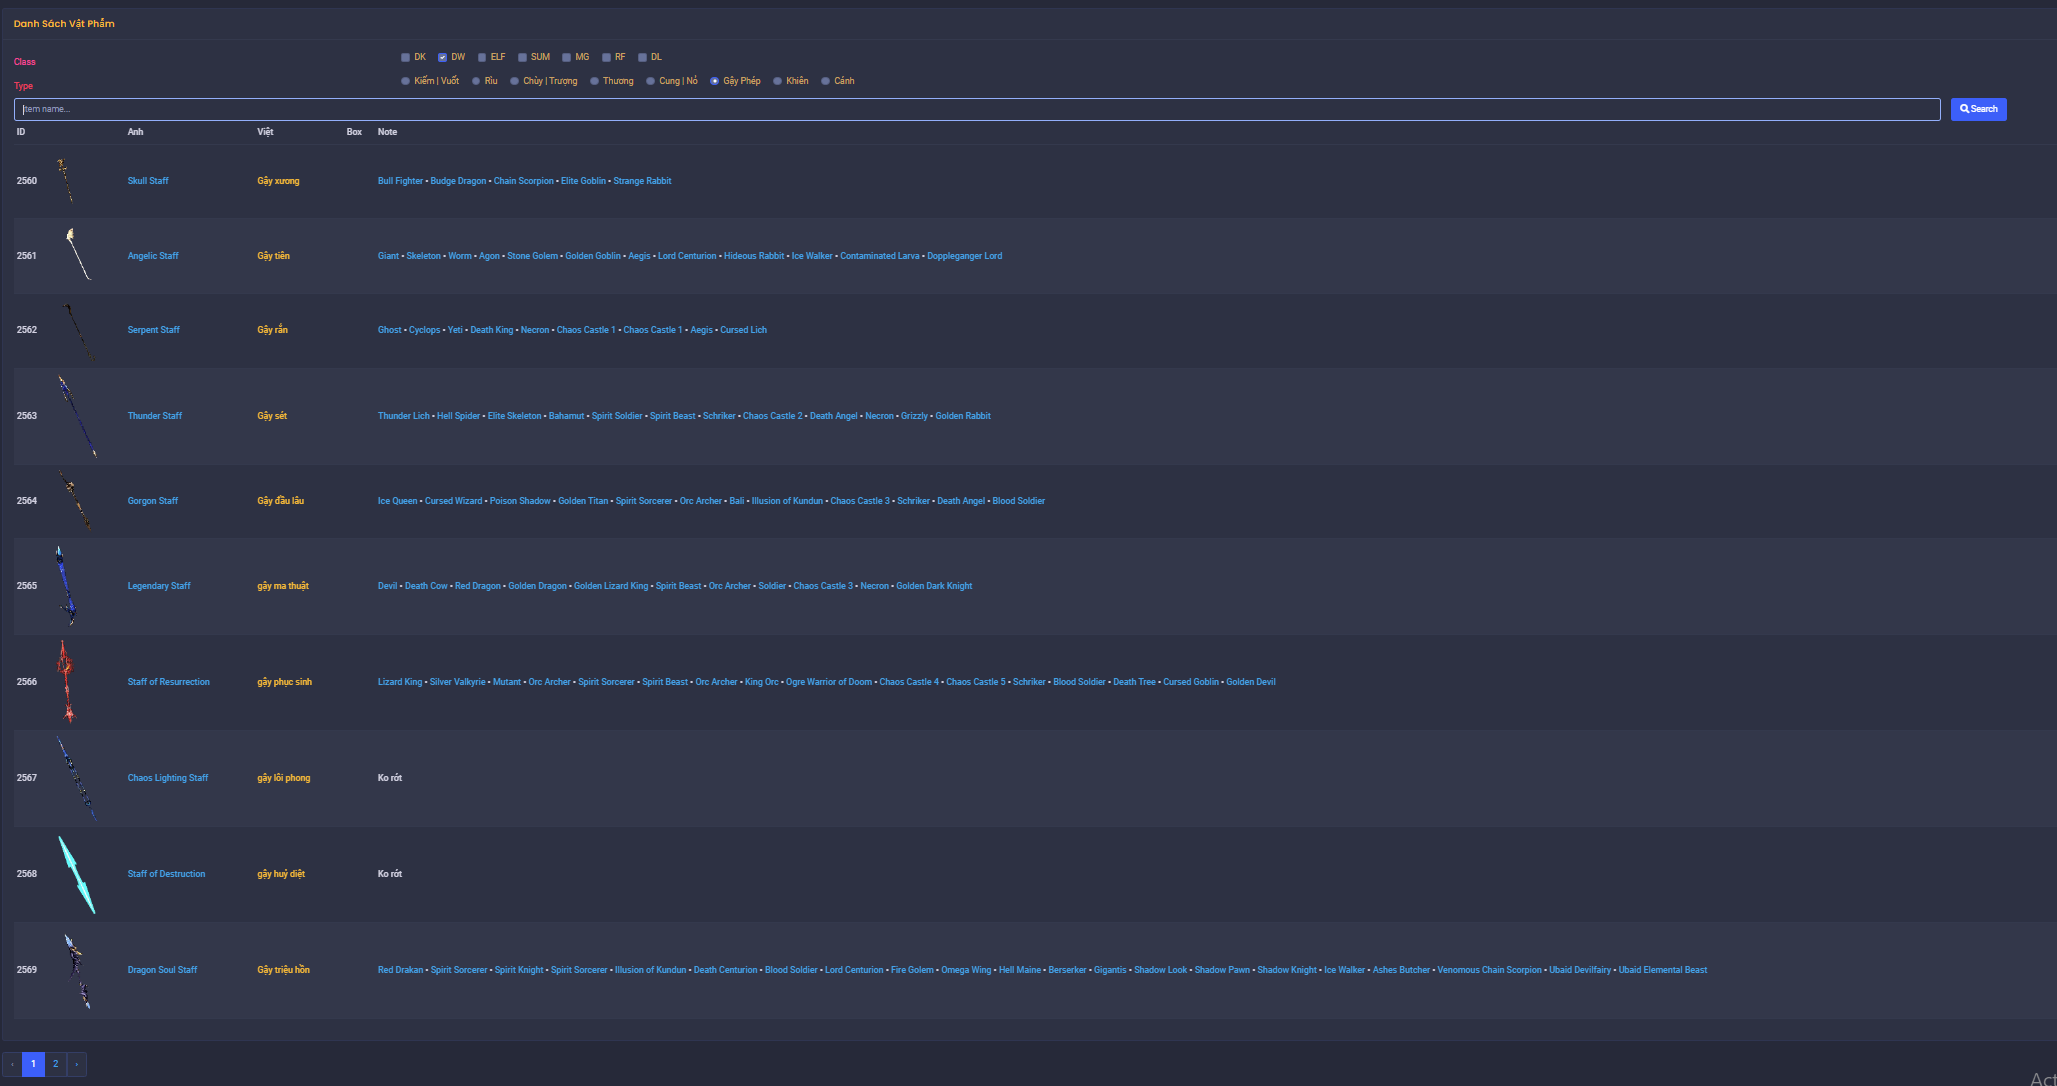 Danh Sách Vật Phẩm
Class DK DW ELF SUM MG RF DL
Type Kiếm | Vuốt Rìu Chùy | Trượng Thương Cung | Nỏ Gậy Phép Khiên Cánh
Item name... Search
ID Anh Việt Box Note
2560 Skull Staff Gậy xương Bull Fighter • Budge Dragon • Chain Scorpion • Elite Goblin • Strange Rabbit
2561 Angelic Staff Gậy tiên Giant • Skeleton • Worm • Agon • Stone Golem • Golden Goblin • Aegis • Lord Centurion • Hideous Rabbit • Ice Walker • Contaminated Larva • Doppleganger Lord
2562 Serpent Staff Gậy rắn Ghost • Cyclops • Yeti • Death King • Necron • Chaos Castle 1 • Chaos Castle 1 • Aegis • Cursed Lich
2563 Thunder Staff Gậy sét Thunder Lich • Hell Spider • Elite Skeleton • Bahamut • Spirit Soldier • Spirit Beast • Schriker • Chaos Castle 2 • Death Angel • Necron • Grizzly • Golden Rabbit
2564 Gorgon Staff Gậy đầu lâu Ice Queen • Cursed Wizard • Poison Shadow • Golden Titan • Spirit Sorcerer • Orc Archer • Bali • Illusion of Kundun • Chaos Castle 3 • Schriker • Death Angel • Blood Soldier
2565 Legendary Staff gậy ma thuật Devil • Death Cow • Red Dragon • Golden Dragon • Golden Lizard King • Spirit Beast • Orc Archer • Soldier • Chaos Castle 3 • Necron • Golden Dark Knight
2566 Staff of Resurrection gậy phục sinh Lizard King • Silver Valkyrie • Mutant • Orc Archer • Spirit Sorcerer • Spirit Beast • Orc Archer • King Orc • Ogre Warrior of Doom • Chaos Castle 4 • Chaos Castle 5 • Schriker • Blood Soldier • Death Tree • Cursed Goblin • Golden Devil
2567 Chaos Lighting Staff gậy lôi phong Ko rớt
2568 Staff of Destruction gậy huỷ diệt Ko rớt
2569 Dragon Soul Staff Gậy triệu hồn Red Drakan • Spirit Sorcerer • Spirit Knight • Spirit Sorcerer • Illusion of Kundun • Death Centurion • Blood Soldier • Lord Centurion • Fire Golem • Omega Wing • Hell Maine • Berserker • Gigantis • Shadow Look • Shadow Pawn • Shadow Knight • Ice Walker • Ashes Butcher • Venomous Chain Scorpion • Ubaid Devilfairy • Ubaid Elemental Beast
‹ 1 2 ›